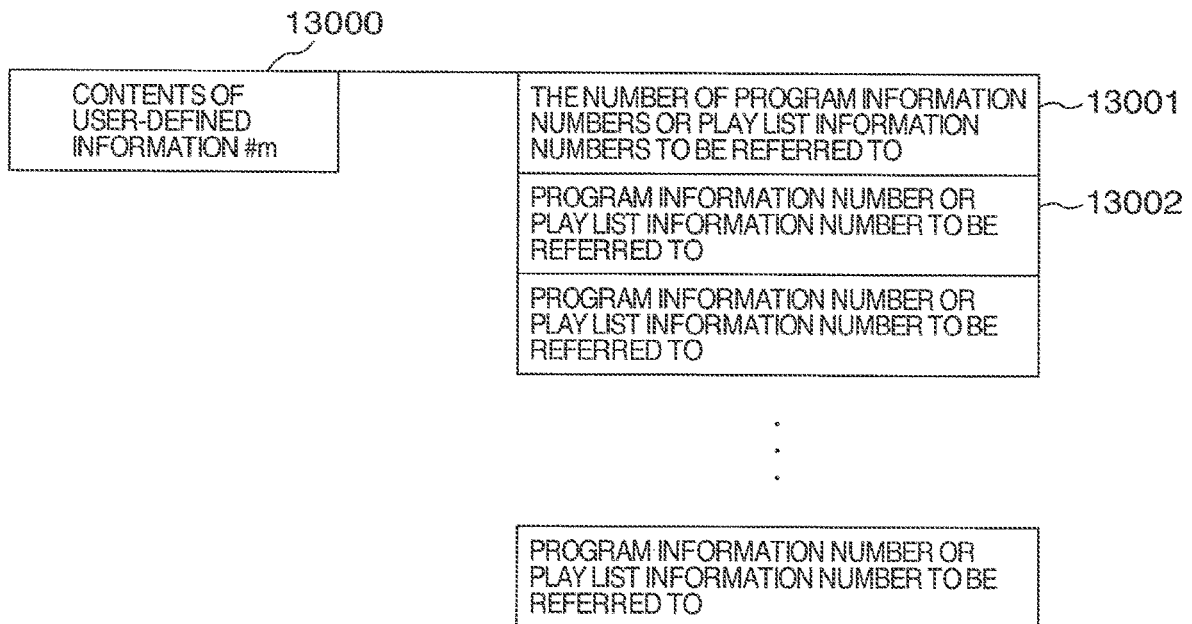 13000
CONTENTS OF
USER-DEFINED
INFORMATION #m
THE NUMBER OF PROGRAM INFORMATION
NUMBERS OR PLAY LIST INFORMATION
NUMBERS TO BE REFERRED TO
13001
PROGRAM INFORMATION NUMBER OR
PLAY LIST INFORMATION NUMBER TO BE
REFERRED TO
13002
PROGRAM INFORMATION NUMBER OR
PLAY LIST INFORMATION NUMBER TO BE
REFERRED TO
PROGRAM INFORMATION NUMBER OR
PLAY LIST INFORMATION NUMBER TO BE
REFERRED TO